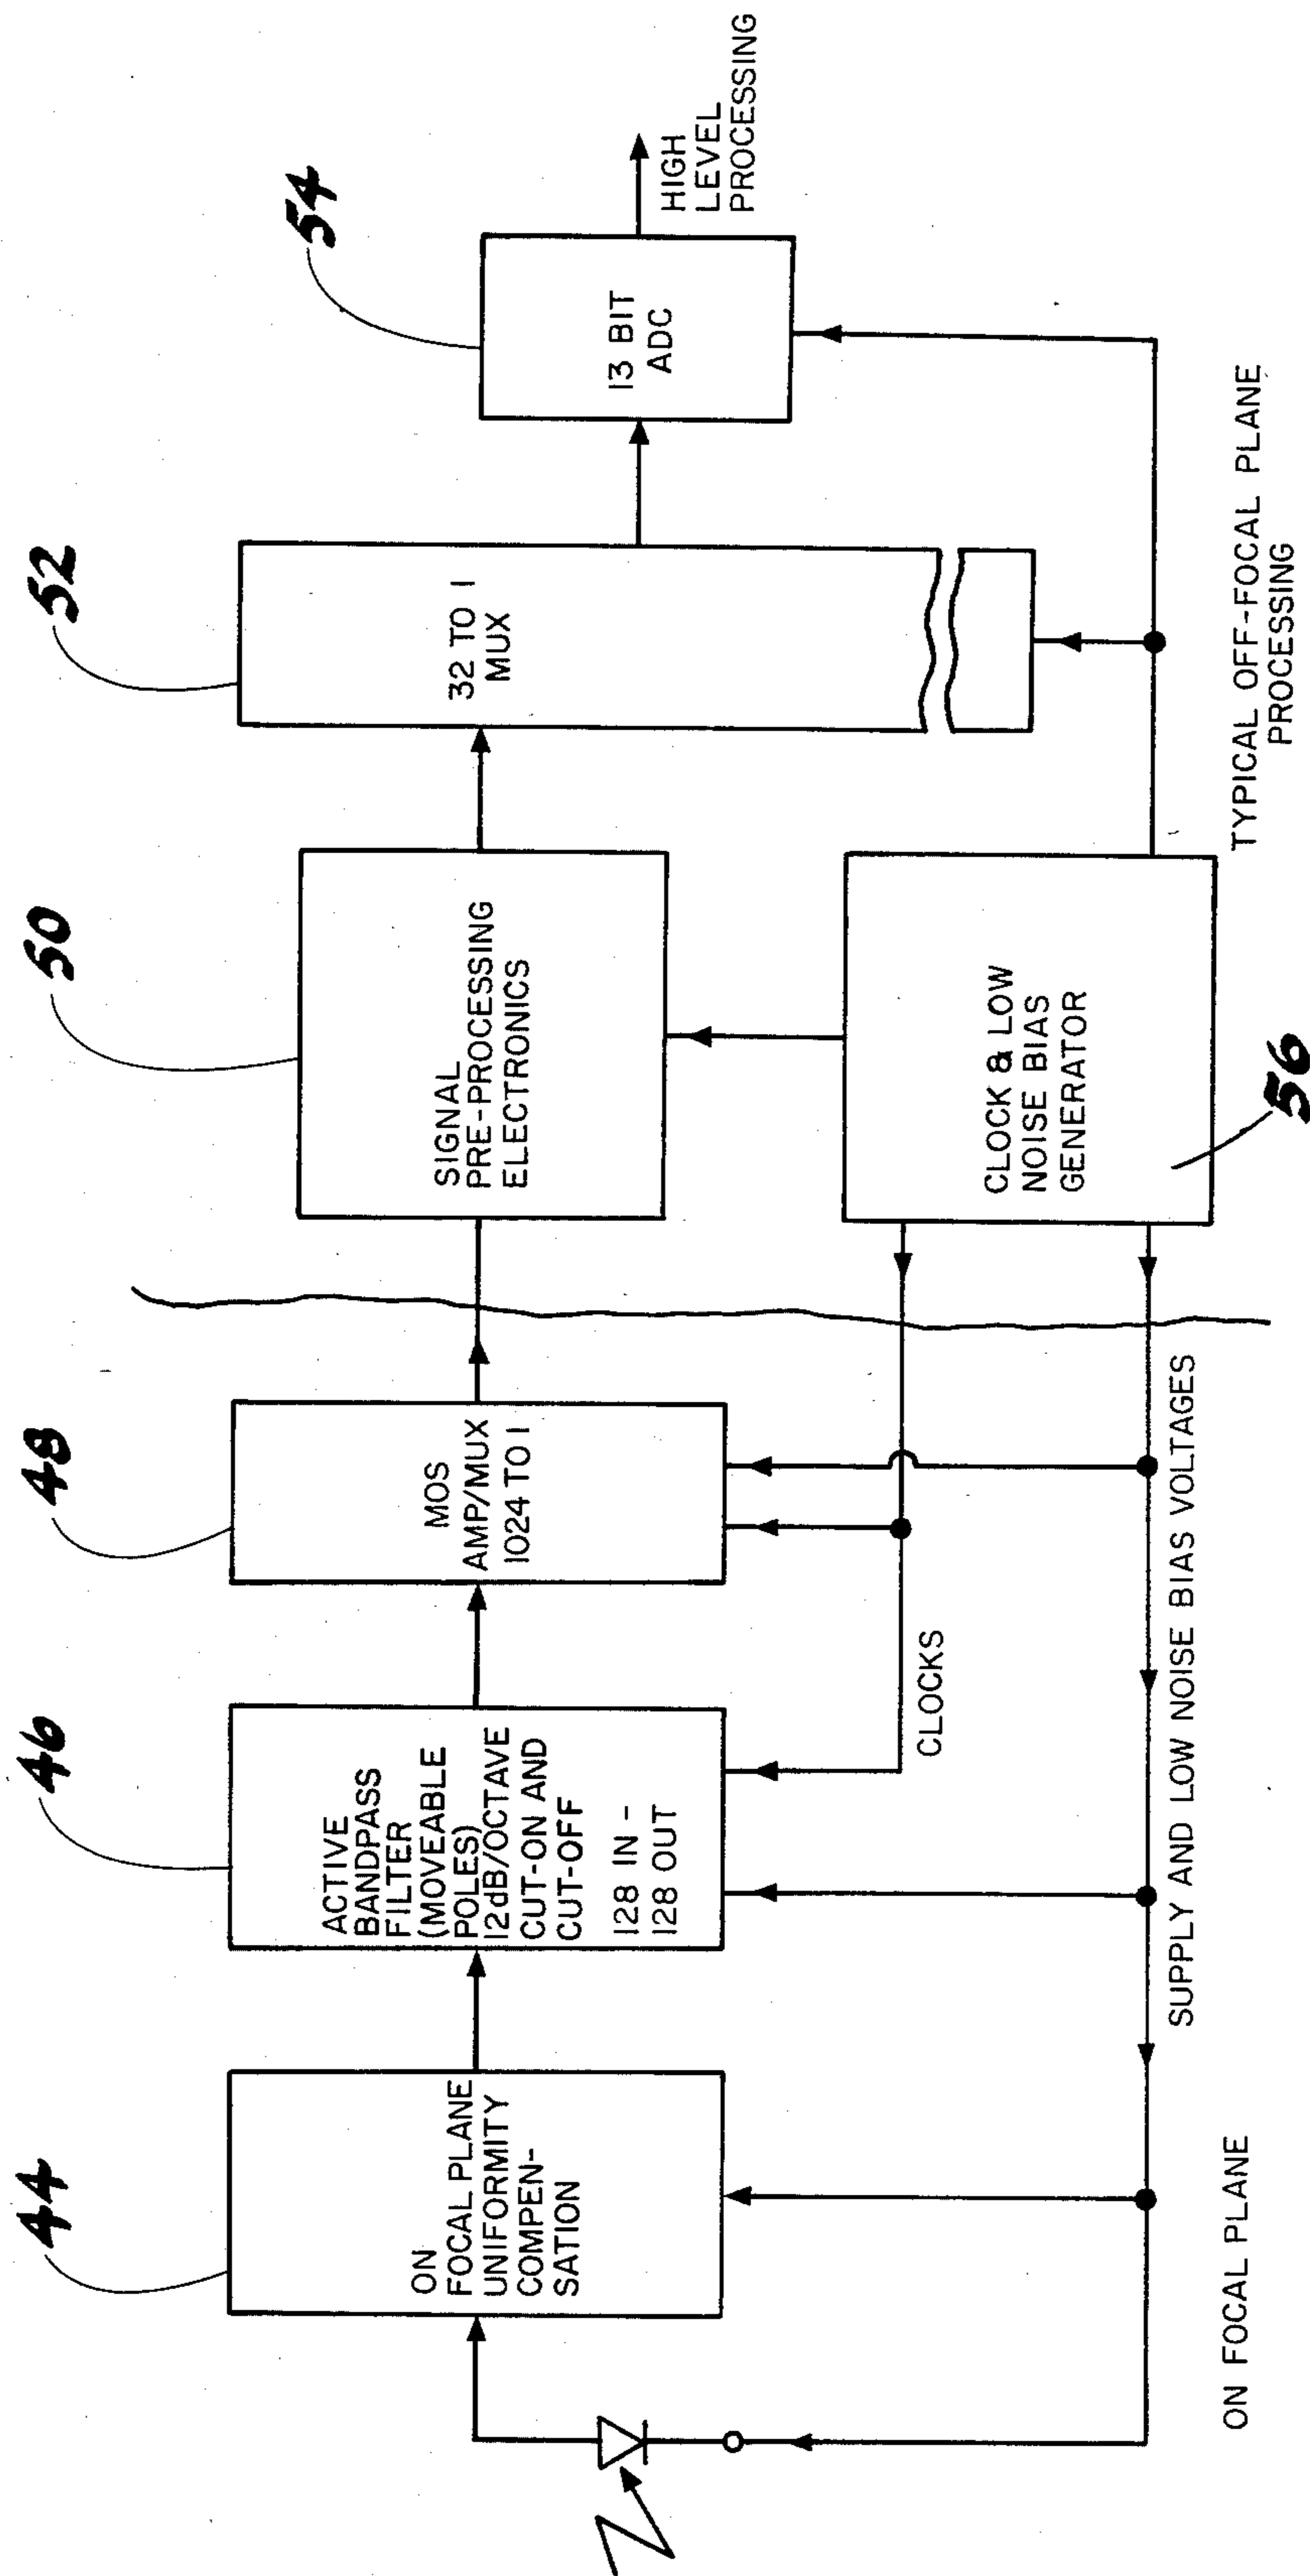 44
46
48
50
52
54
ON
FOCAL PLANE
UNIFORMITY
COMPEN-
SATION
ACTIVE
BANDPASS
FILTER
(MOVEABLE
POLES)
12dB/OCTAVE
CUT-ON AND
CUT-OFF
128 IN -
128 OUT
MOS
AMP/MUX
1024 TO 1
SIGNAL
PRE-PROCESSING
ELECTRONICS
32 TO 1
MUX
13 BIT
ADC
HIGH
LEVEL
PROCESSING
CLOCKS
CLOCK & LOW
NOISE BIAS
GENERATOR
56
SUPPLY AND LOW NOISE BIAS VOLTAGES
ON FOCAL PLANE
TYPICAL OFF-FOCAL PLANE
PROCESSING